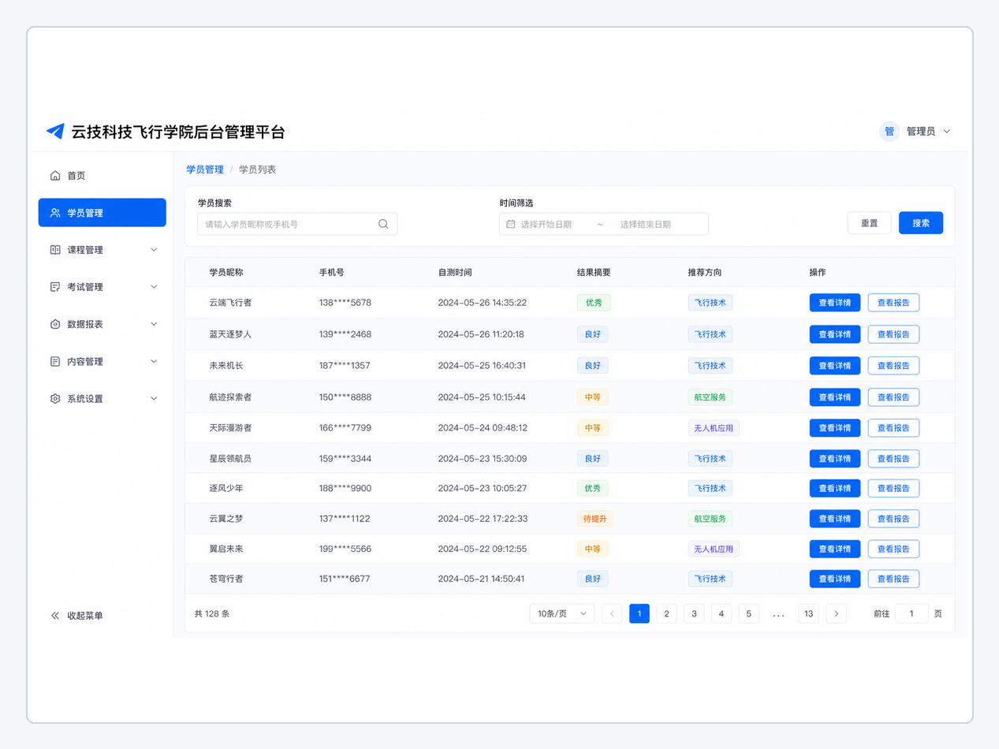 云技科技飞行学院后台管理平台
管 管理员
首页
学员管理
课程管理
考试管理
数据报表
内容管理
系统设置
收起菜单
学员管理 / 学员列表
学员搜索 时间筛选
请输入学员昵称或手机号 选择开始日期 ~ 选择结束日期 重置 搜索
学员昵称 手机号 自测时间 结果摘要 推荐方向 操作
云端飞行者 138****5678 2024-05-26 14:35:22 优秀 飞行技术 查看详情 查看报告
蓝天逐梦人 139****2468 2024-05-26 11:20:18 良好 飞行技术 查看详情 查看报告
未来机长 187****1357 2024-05-25 16:40:31 良好 飞行技术 查看详情 查看报告
航迹探索者 150****8888 2024-05-25 10:15:44 中等 航空服务 查看详情 查看报告
天际漫游者 166****7799 2024-05-24 09:48:12 中等 无人机应用 查看详情 查看报告
星辰领航员 159****3344 2024-05-23 15:30:09 良好 飞行技术 查看详情 查看报告
逐风少年 188****9900 2024-05-23 10:05:27 优秀 飞行技术 查看详情 查看报告
云翼之梦 137****1122 2024-05-22 17:22:33 待提升 航空服务 查看详情 查看报告
翼启未来 199****5566 2024-05-22 09:12:55 中等 无人机应用 查看详情 查看报告
苍穹行者 151****6677 2024-05-21 14:50:41 良好 飞行技术 查看详情 查看报告
共 128 条 10条/页 1 2 3 4 5 ... 13 前往 1 页